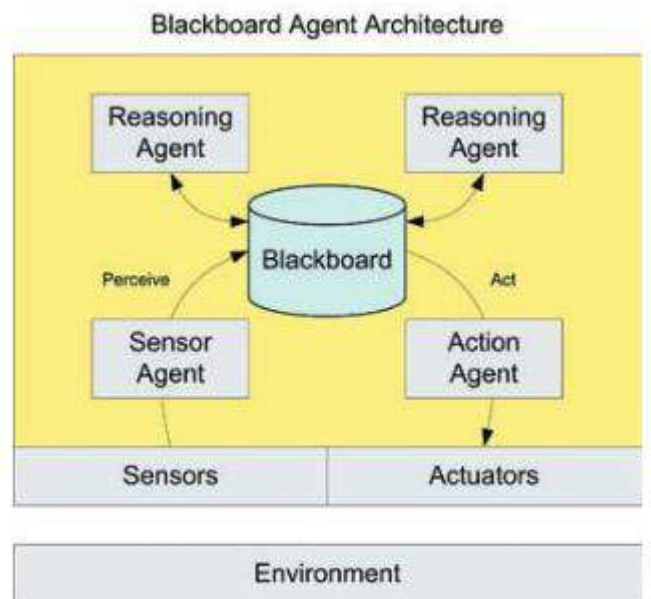 Blackboard Agent Architecture
Reasoning
Agent
Reasoning
Agent
Blackboard
Perceive
Act
Sensor
Agent
Action
Agent
Sensors
Actuators
Environment